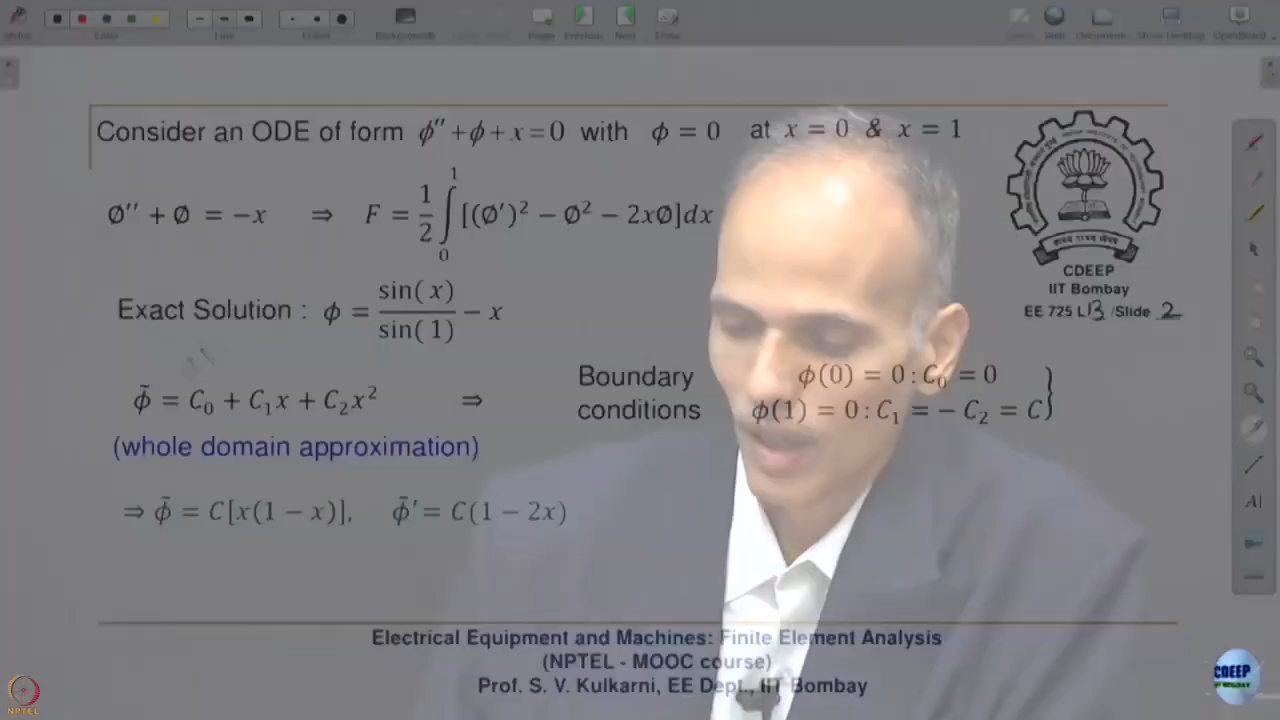 Consider an ODE of form ϕ″ + ϕ + x = 0 with ϕ = 0 at x = 0 & x = 1
Ø′′ + Ø = −x ⇒ F = 1/2 ∫₀¹ [(Ø′)² − Ø² − 2xØ]dx
Exact Solution : ϕ = sin(x)/sin(1) − x
CDEEP
IIT Bombay
EE 725 L 13 /Slide 2
ϕ̃ = C₀ + C₁x + C₂x² ⇒ Boundary conditions ϕ(0) = 0 : C₀ = 0
ϕ(1) = 0 : C₁ = − C₂ = C }
(whole domain approximation)
⇒ ϕ̃ = C[x(1 − x)], ϕ̃′ = C(1 − 2x)
Electrical Equipment and Machines: Finite Element Analysis
(NPTEL - MOOC course)
Prof. S. V. Kulkarni, EE Dept., IIT Bombay
NPTEL
CDEEP